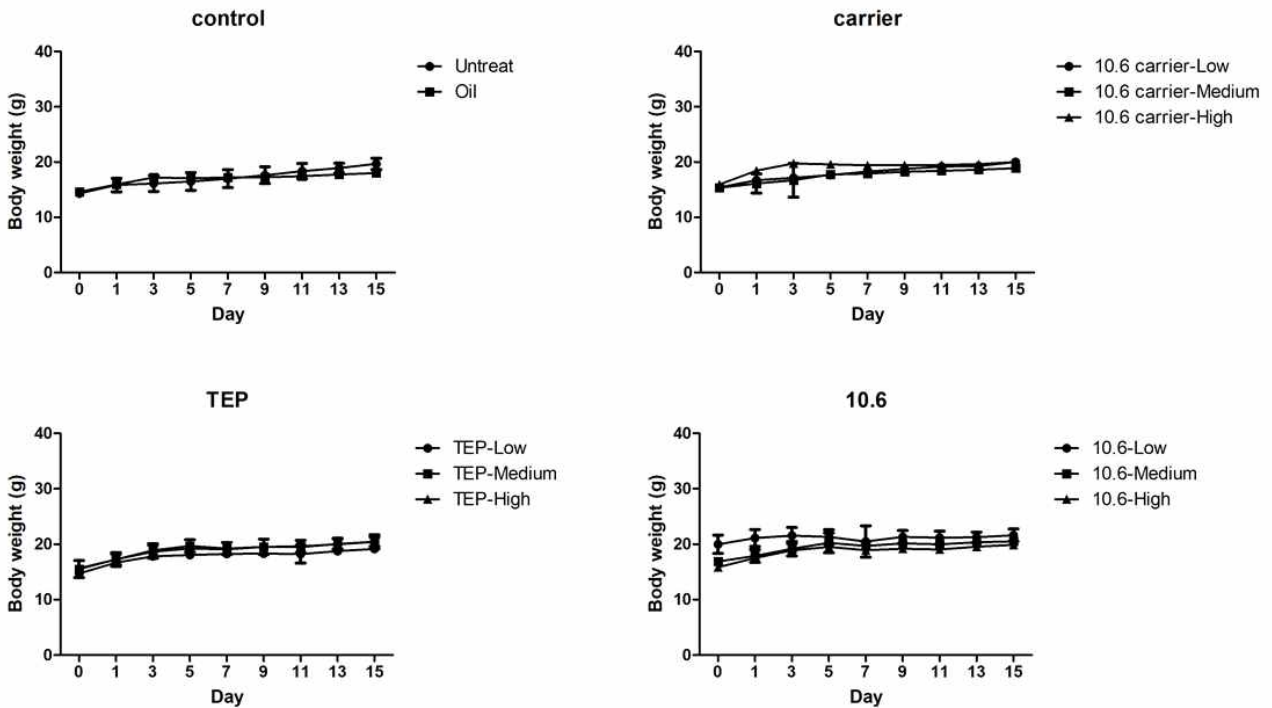 control
Body weight (g)
40
30
20
10
0
0 1 3 5 7 9 11 13 15
Day
Untreat
Oil
carrier
Body weight (g)
40
30
20
10
0
0 1 3 5 7 9 11 13 15
Day
10.6 carrier-Low
10.6 carrier-Medium
10.6 carrier-High
TEP
Body weight (g)
40
30
20
10
0
0 1 3 5 7 9 11 13 15
Day
TEP-Low
TEP-Medium
TEP-High
10.6
Body weight (g)
40
30
20
10
0
0 1 3 5 7 9 11 13 15
Day
10.6-Low
10.6-Medium
10.6-High